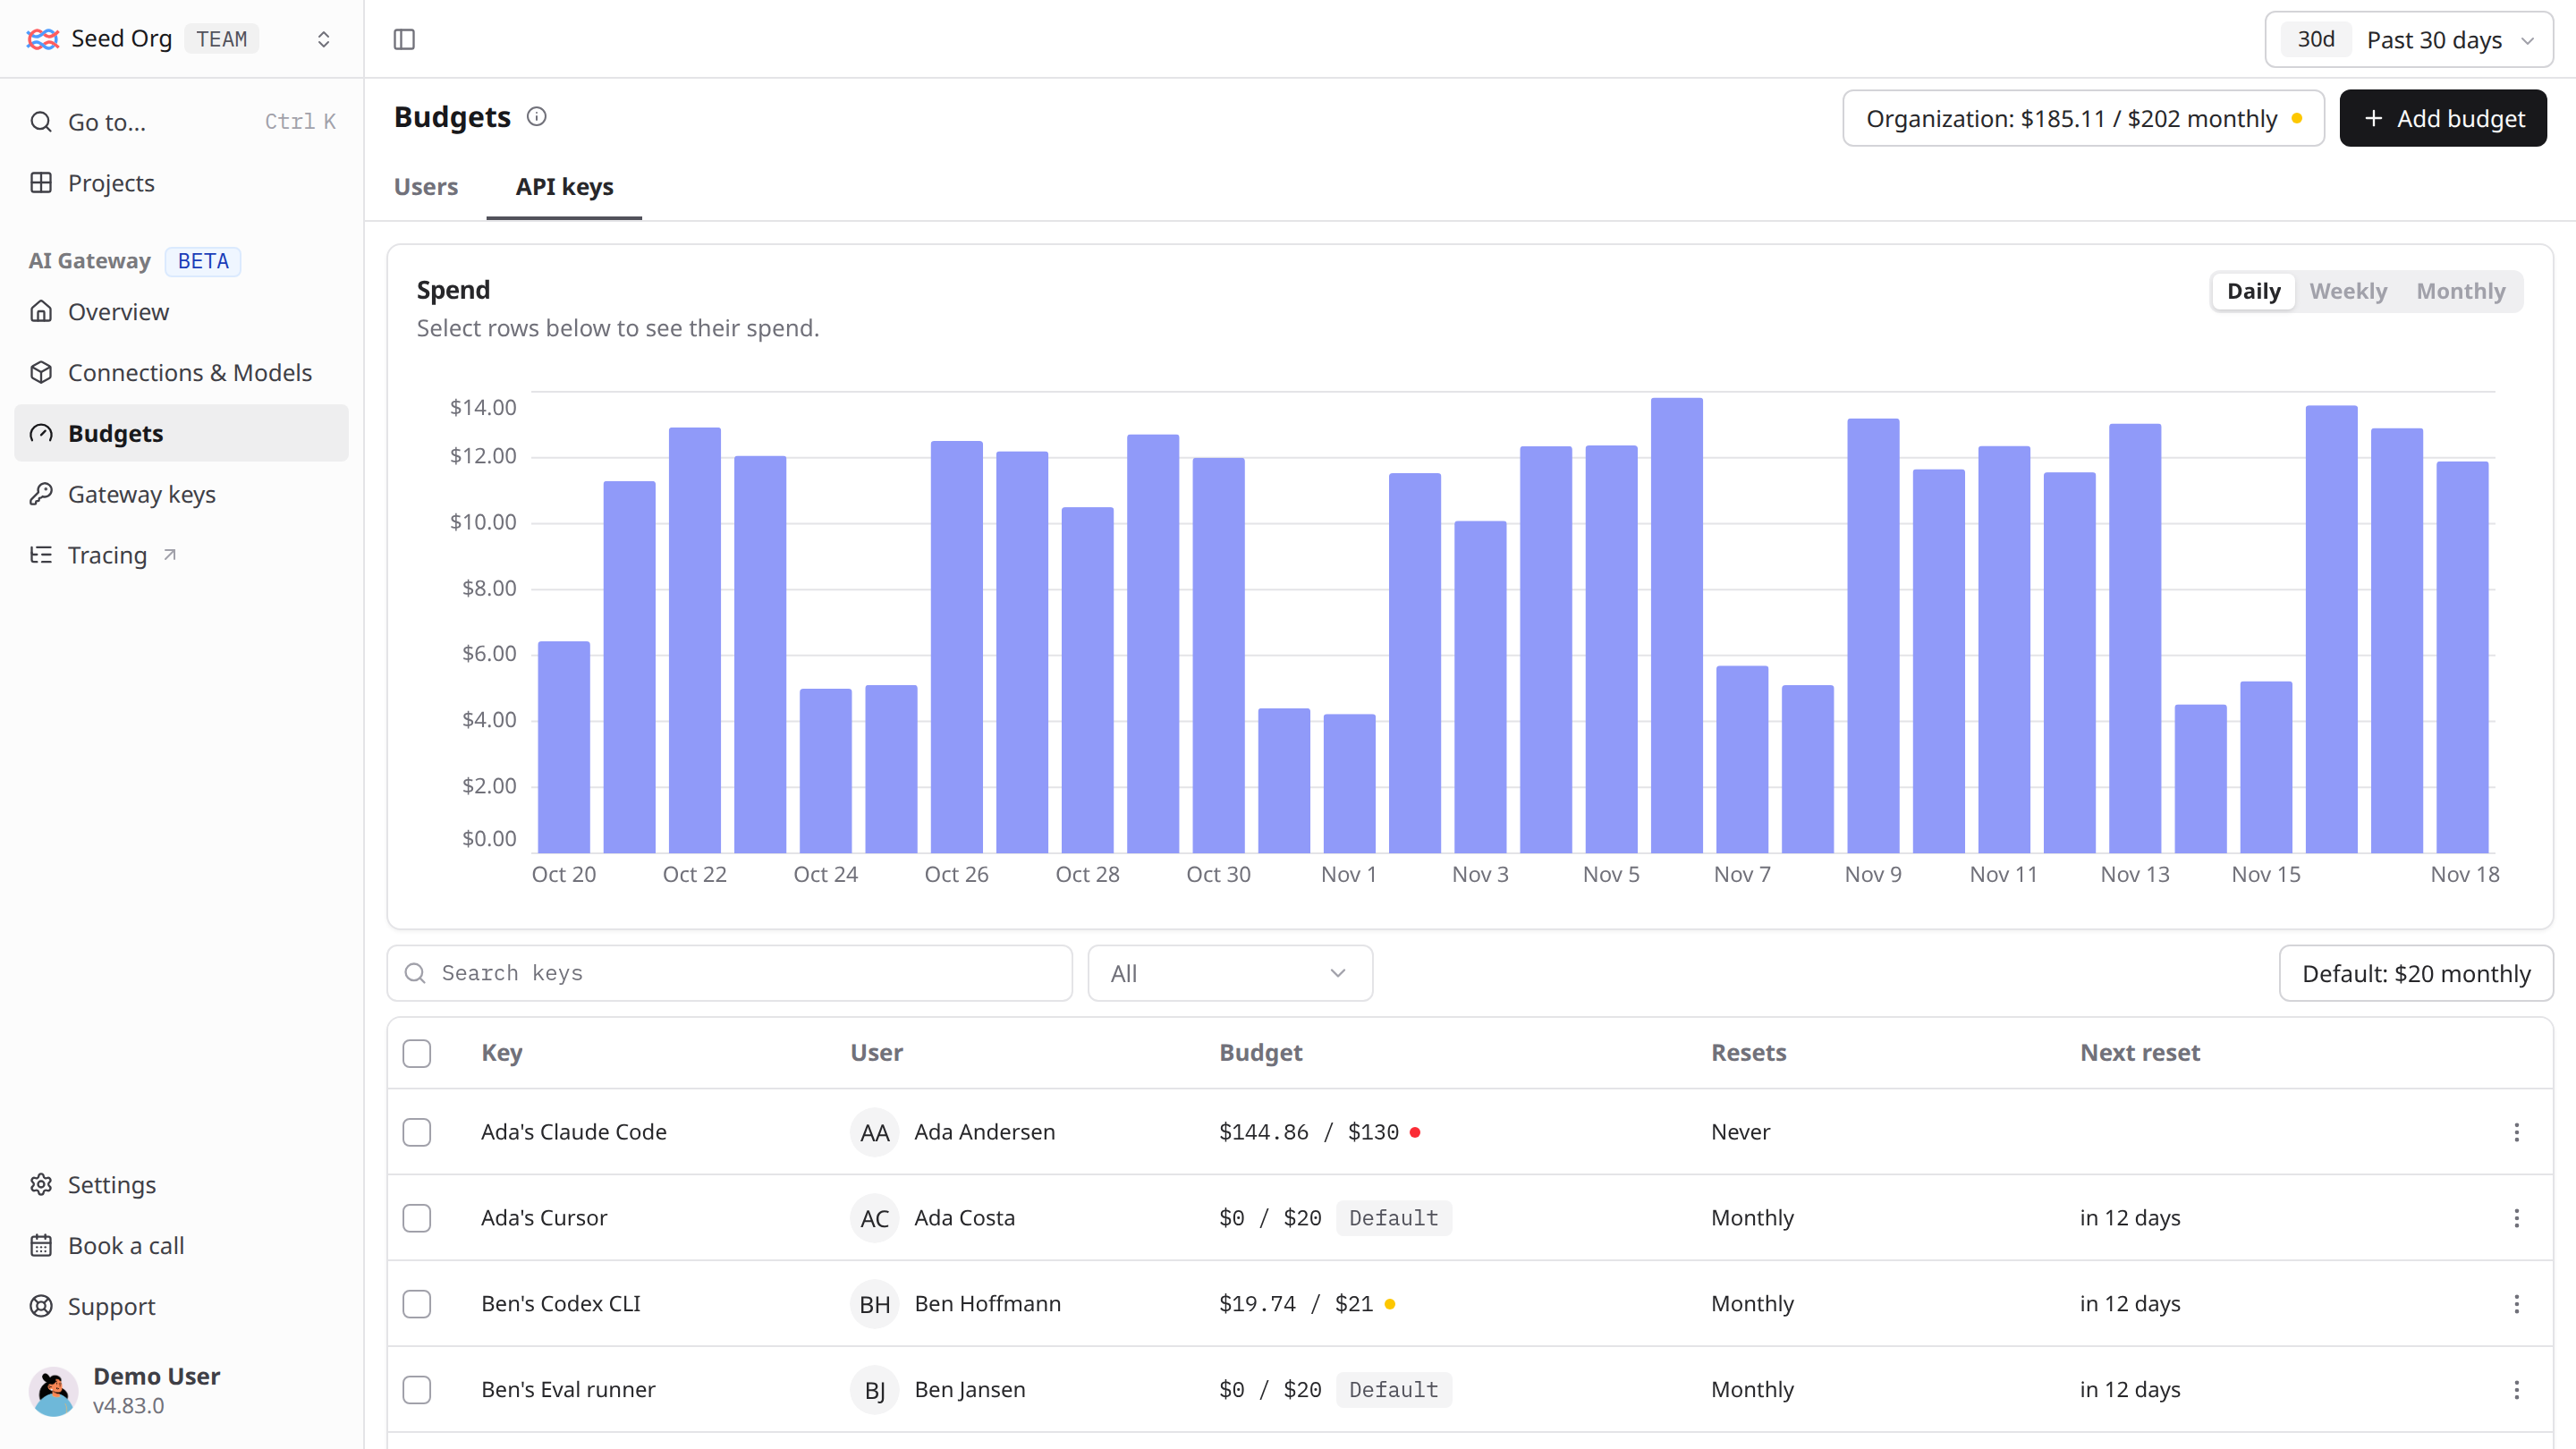 Seed Org TEAM
30d Past 30 days
Go to... Ctrl K
Projects
AI Gateway BETA
Overview
Connections & Models
Budgets
Gateway keys
Tracing
Settings
Book a call
Support
Demo User
v4.83.0
Budgets
Organization: $185.11 / $202 monthly
Add budget
Users API keys
Spend
Select rows below to see their spend.
Daily Weekly Monthly
$14.00
$12.00
$10.00
$8.00
$6.00
$4.00
$2.00
$0.00
Oct 20 Oct 22 Oct 24 Oct 26 Oct 28 Oct 30 Nov 1 Nov 3 Nov 5 Nov 7 Nov 9 Nov 11 Nov 13 Nov 15 Nov 18
Search keys
All
Default: $20 monthly
Key User Budget Resets Next reset
Ada's Claude Code AA Ada Andersen $144.86 / $130 Never
Ada's Cursor AC Ada Costa $0 / $20 Default Monthly in 12 days
Ben's Codex CLI BH Ben Hoffmann $19.74 / $21 Monthly in 12 days
Ben's Eval runner BJ Ben Jansen $0 / $20 Default Monthly in 12 days